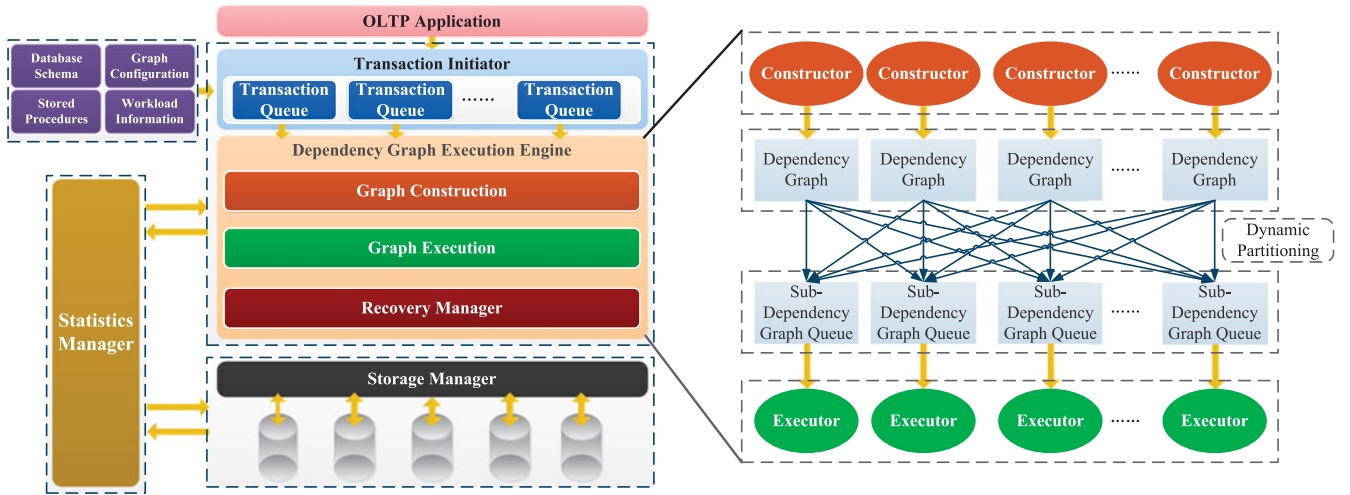 OLTP Application
Database
Schema
Graph
Configuration
Stored
Procedures
Workload
Information
Transaction Initiator
Transaction
Queue
Transaction
Queue
......
Transaction
Queue
Dependency Graph Execution Engine
Graph Construction
Graph Execution
Recovery Manager
Statistics
Manager
Storage Manager
Constructor
Constructor
Constructor
......
Constructor
Dependency
Graph
Dependency
Graph
Dependency
Graph
......
Dependency
Graph
Dynamic
Partitioning
Sub-
Dependency
Graph Queue
Sub-
Dependency
Graph Queue
Sub-
Dependency
Graph Queue
......
Sub-
Dependency
Graph Queue
Executor
Executor
Executor
......
Executor